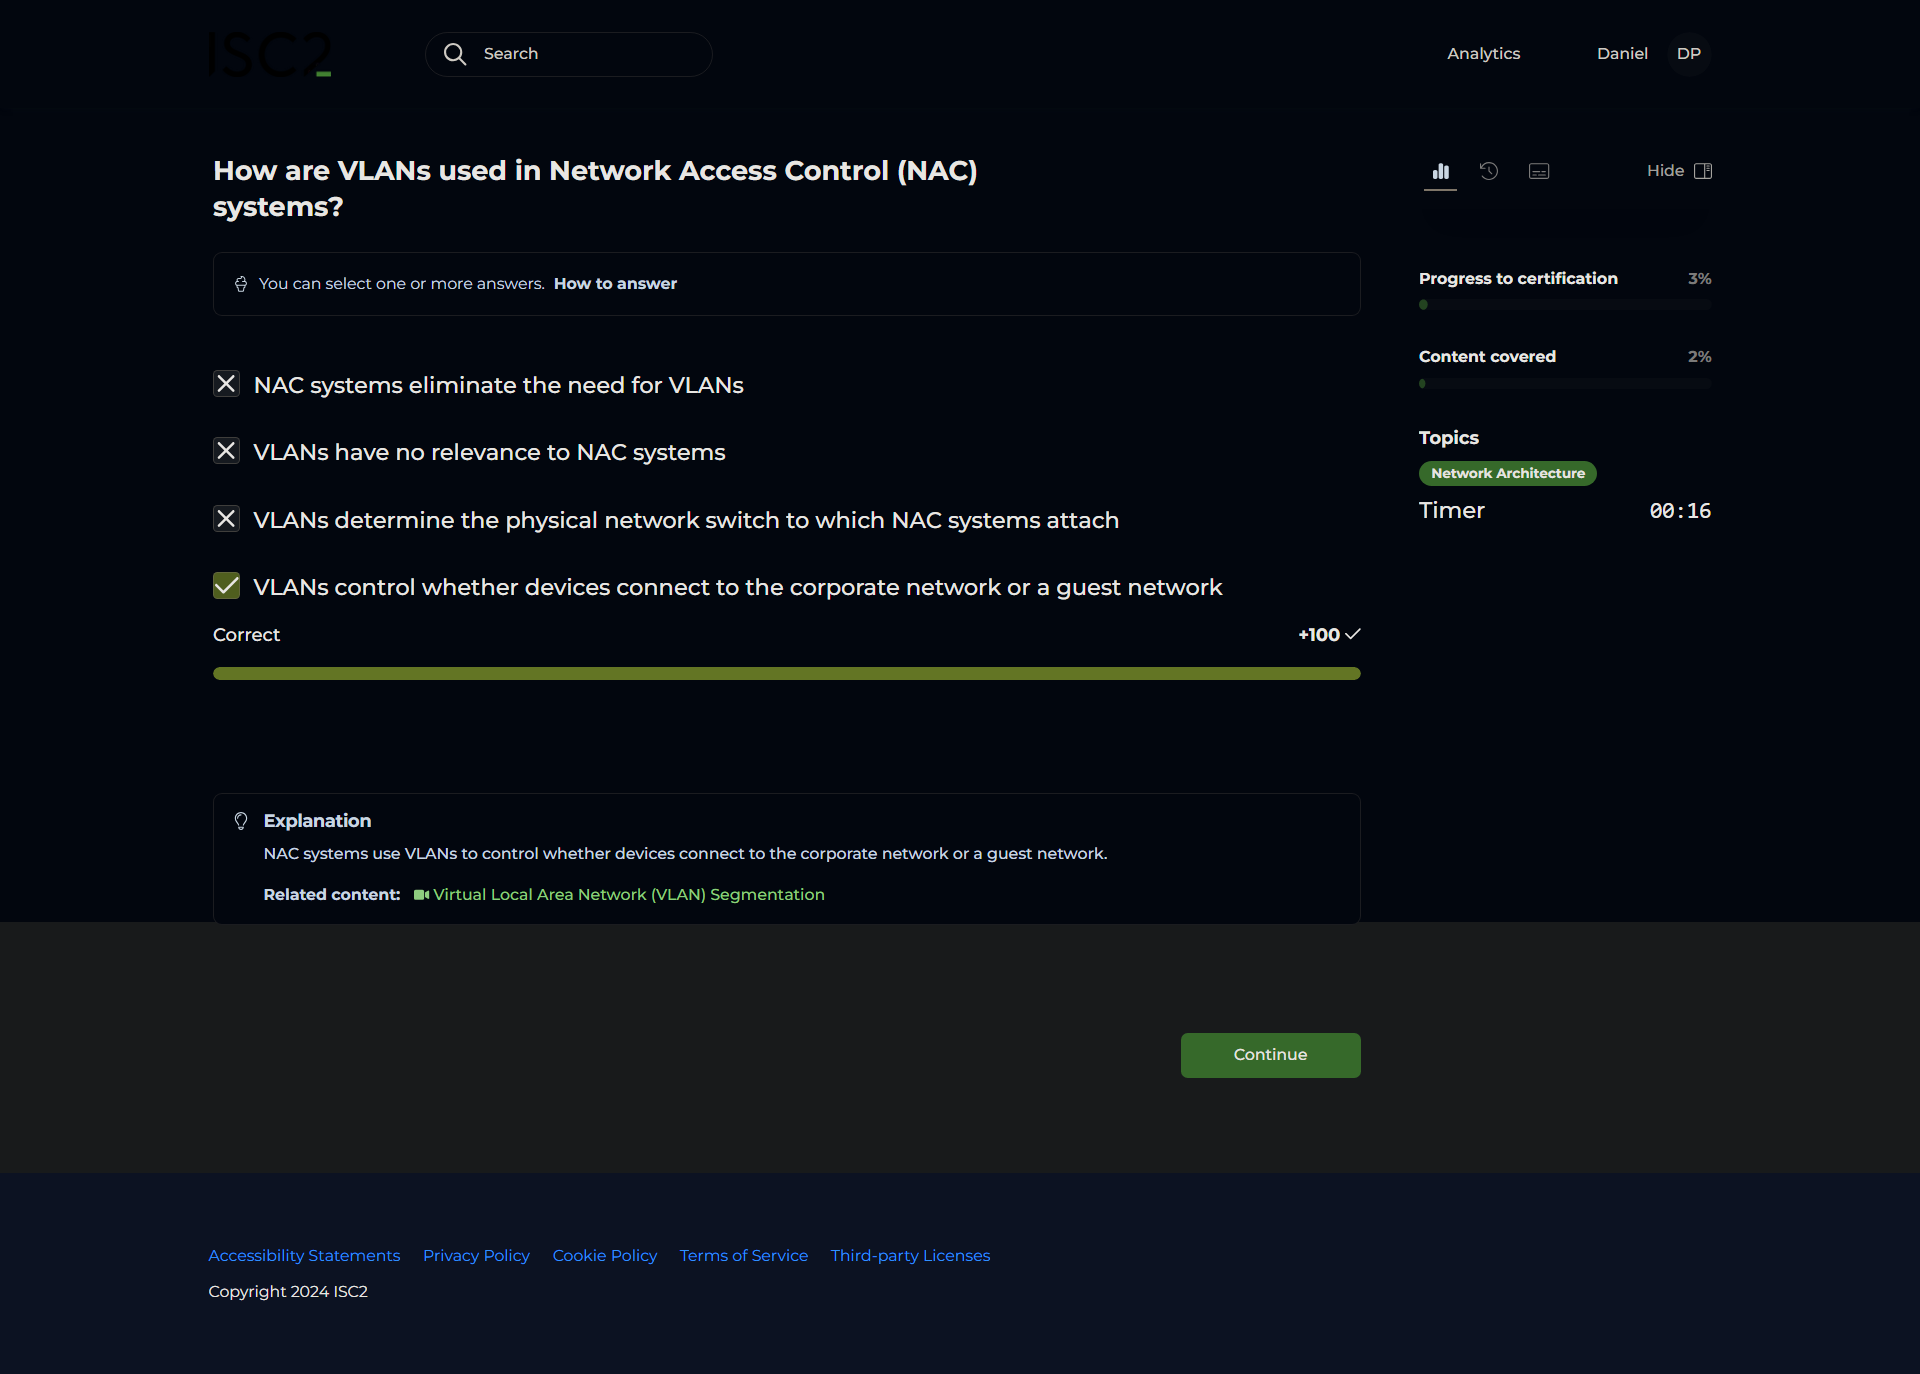 ISC2
Search
Analytics
Daniel
DP
How are VLANs used in Network Access Control (NAC)
systems?
You can select one or more answers. How to answer
NAC systems eliminate the need for VLANs
VLANs have no relevance to NAC systems
VLANs determine the physical network switch to which NAC systems attach
VLANs control whether devices connect to the corporate network or a guest network
Correct
+100
Explanation
NAC systems use VLANs to control whether devices connect to the corporate network or a guest network.
Related content: Virtual Local Area Network (VLAN) Segmentation
Hide
Progress to certification 3%
Content covered 2%
Topics
Network Architecture
Timer 00:16
Continue
Accessibility Statements Privacy Policy Cookie Policy Terms of Service Third-party Licenses
Copyright 2024 ISC2